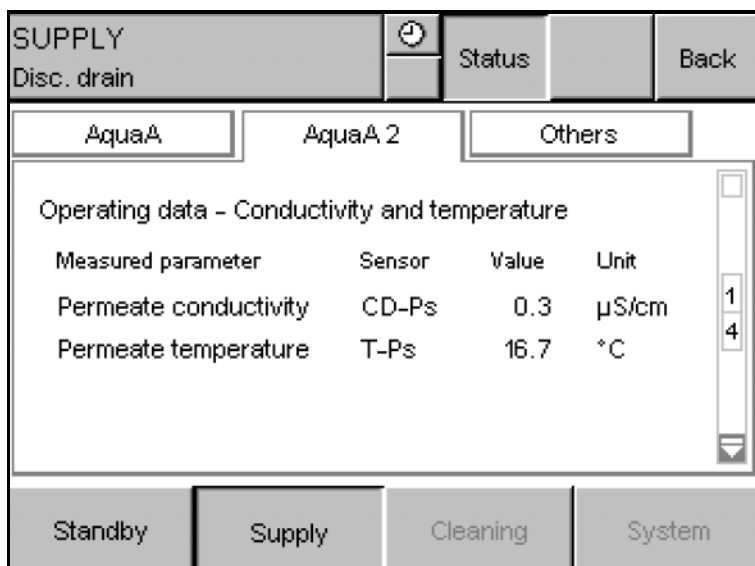 SUPPLY
Disc. drain
Status
Back
AquaA
AquaA 2
Others
Operating data - Conductivity and temperature
Measured parameter Sensor Value Unit
Permeate conductivity CD-Ps 0.3 µS/cm
Permeate temperature T-Ps 16.7 °C
1
4
Standby Supply Cleaning System